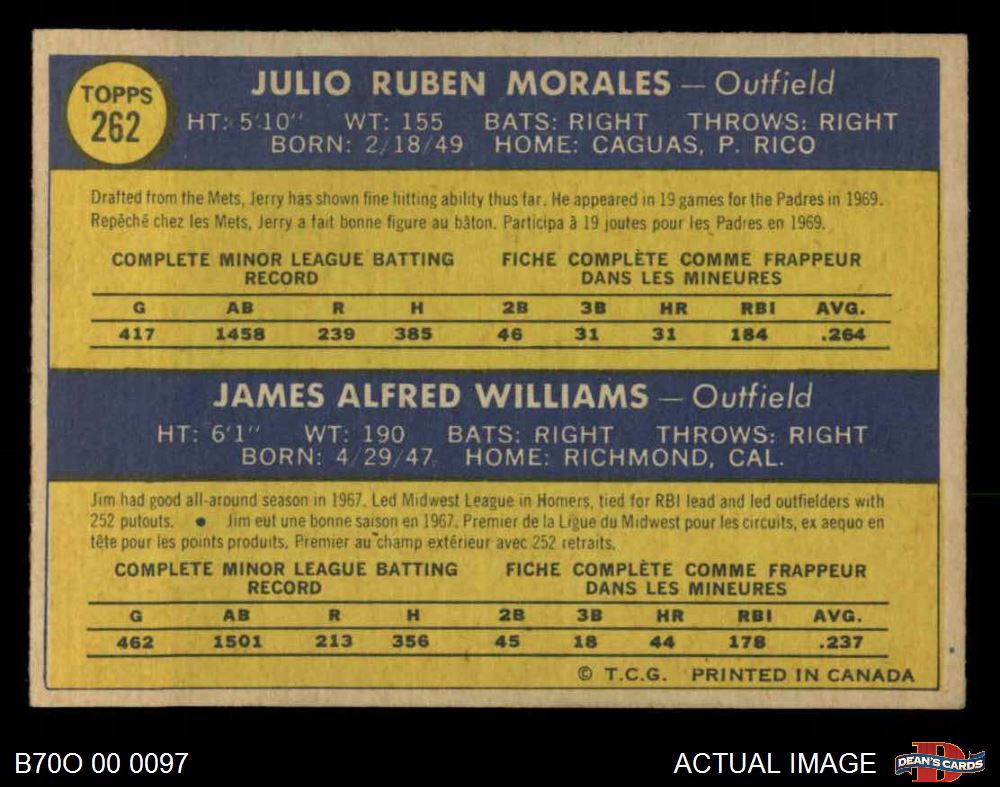 TOPPS
262
JULIO RUBEN MORALES — Outfield
HT: 5'10" WT: 155 BATS: RIGHT THROWS: RIGHT
BORN: 2/18/49 HOME: CAGUAS, P. RICO
Drafted from the Mets, Jerry has shown fine hitting ability thus far. He appeared in 19 games for the Padres in 1969.
Repêché chez les Mets, Jerry a fait bonne figure au bâton. Participa à 19 joutes pour les Padres en 1969.
COMPLETE MINOR LEAGUE BATTING FICHE COMPLÈTE COMME FRAPPEUR
RECORD DANS LES MINEURES
G AB R H 2B 3B HR RBI AVG.
417 1458 239 385 46 31 31 184 .264
JAMES ALFRED WILLIAMS — Outfield
HT: 6'1" WT: 190 BATS: RIGHT THROWS: RIGHT
BORN: 4/29/47 HOME: RICHMOND, CAL.
Jim had good all-around season in 1967. Led Midwest League in Homers, tied for RBI lead and led outfielders with
252 putouts. ● Jim eut une bonne saison en 1967. Premier de la Ligue du Midwest pour les circuits, ex aequo en
tête pour les points produits. Premier au champ extérieur avec 252 retraits.
COMPLETE MINOR LEAGUE BATTING FICHE COMPLÈTE COMME FRAPPEUR
RECORD DANS LES MINEURES
G AB R H 2B 3B HR RBI AVG.
462 1501 213 356 45 18 44 178 .237
© T.C.G. PRINTED IN CANADA
B70O 00 0097 ACTUAL IMAGE DEAN'S CARDS